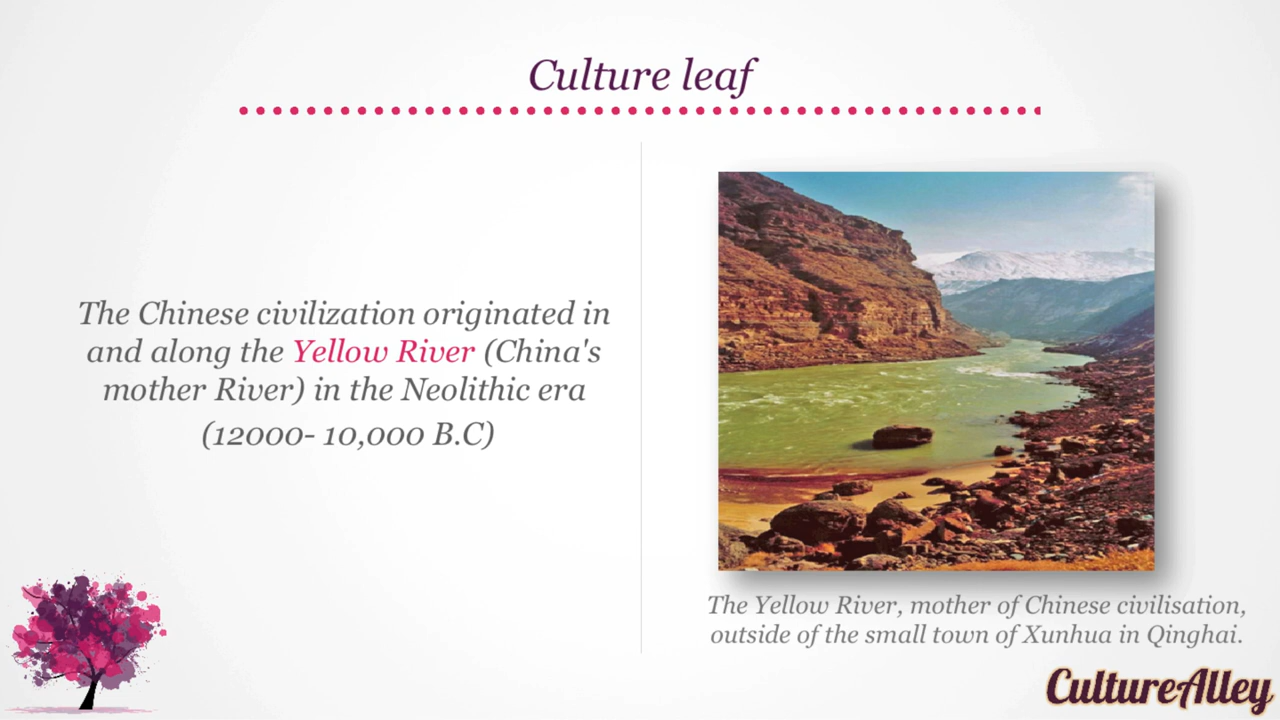 Culture leaf
The Chinese civilization originated in
and along the Yellow River (China's
mother River) in the Neolithic era
(12000- 10,000 B.C)
The Yellow River, mother of Chinese civilisation,
outside of the small town of Xunhua in Qinghai.
CultureAlley